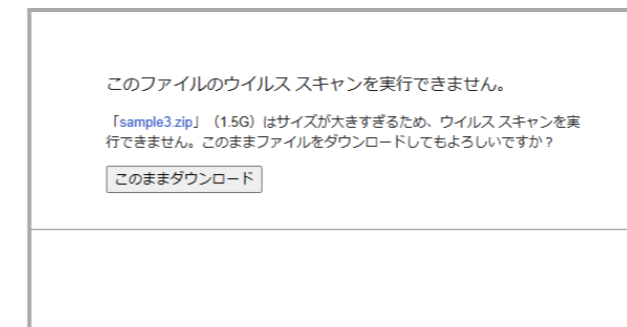 このファイルのウイルス スキャンを実行できません。
「sample3.zip」（1.5G）はサイズが大きすぎるため、ウイルス スキャンを実
行できません。このままファイルをダウンロードしてもよろしいですか？
このままダウンロード